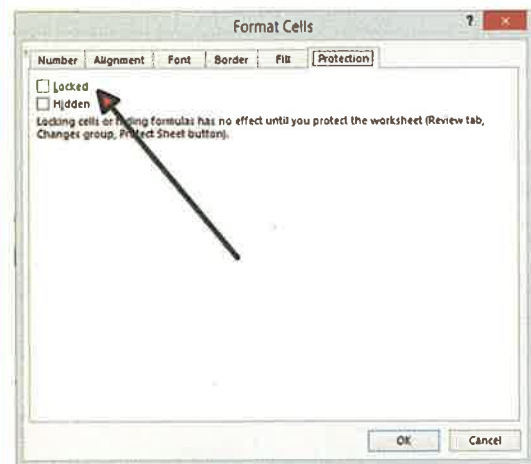 Format Cells
?
Number Alignment Font Border Fill Protection
Locked
Hidden
Locking cells or hiding formulas has no effect until you protect the worksheet (Review tab,
Changes group, Protect Sheet button).
OK Cancel